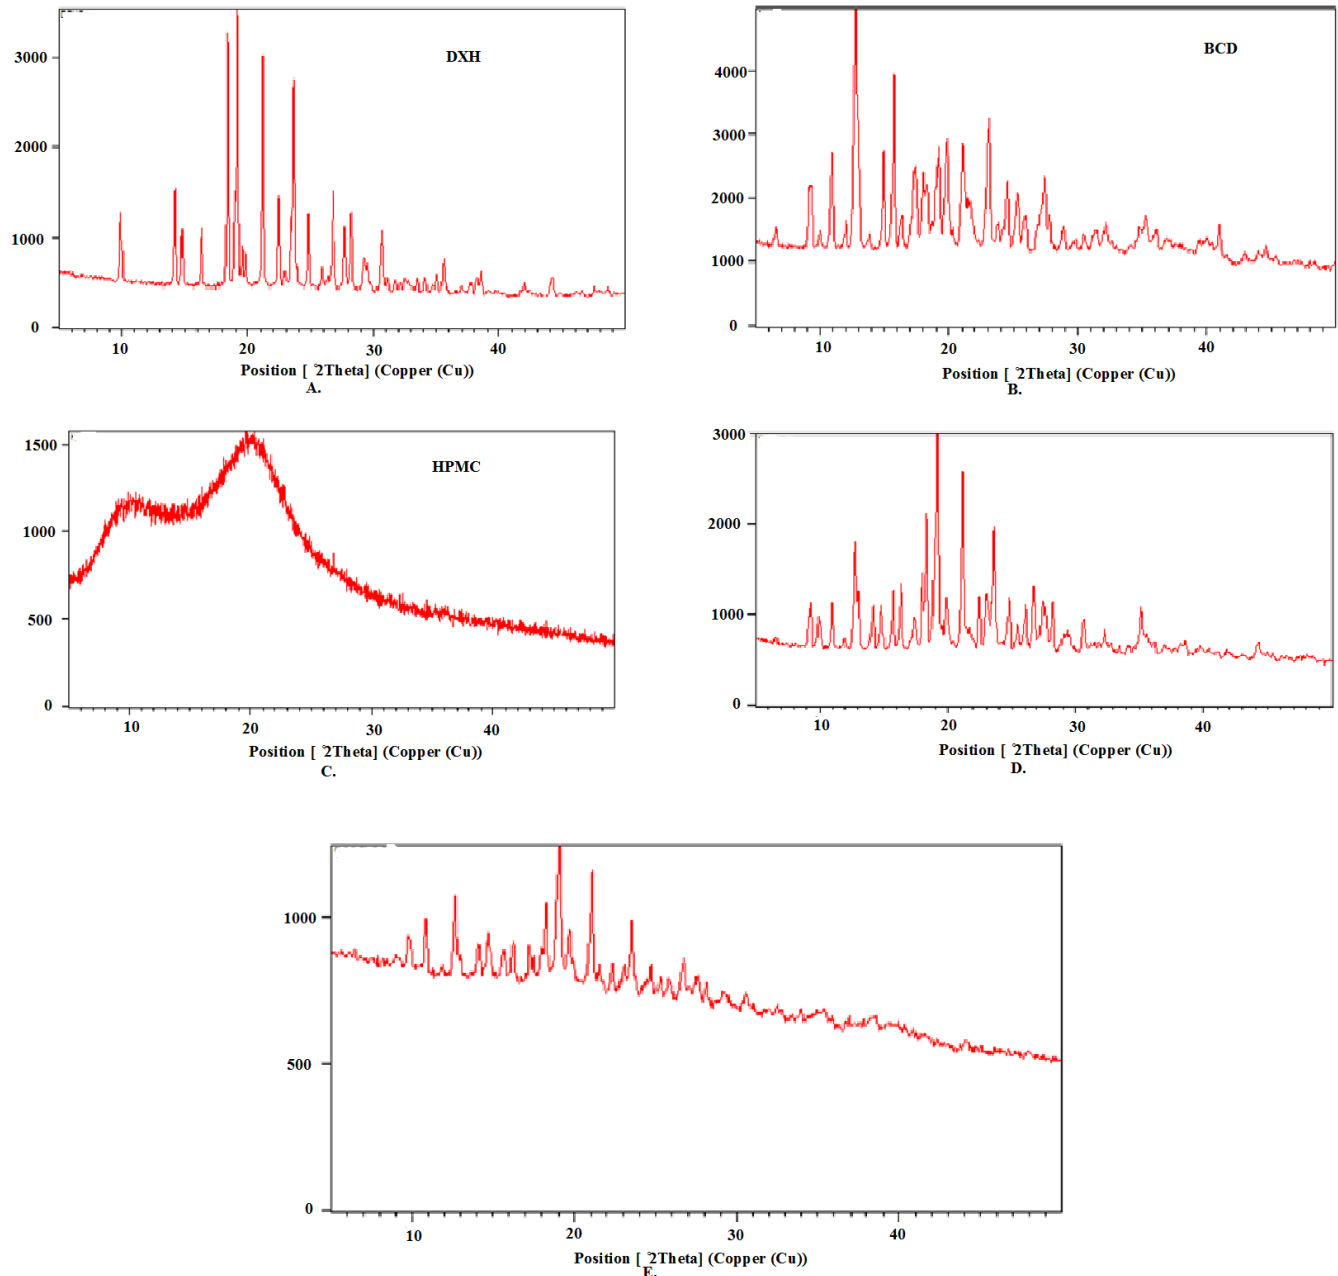 DXH
3000
2000
1000
0
10 20 30 40
Position [ °2Theta] (Copper (Cu))
A.
BCD
4000
3000
2000
1000
0
10 20 30 40
Position [ °2Theta] (Copper (Cu))
B.
HPMC
1500
1000
500
0
10 20 30 40
Position [ °2Theta] (Copper (Cu))
C.
3000
2000
1000
0
10 20 30 40
Position [ °2Theta] (Copper (Cu))
D.
1000
500
0
10 20 30 40
Position [ °2Theta] (Copper (Cu))
E.